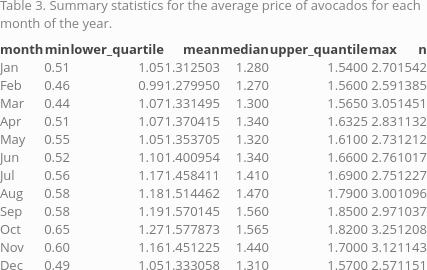 Table 3. Summary statistics for the average price of avocados for each
month of the year.
month min lower_quartile mean median upper_quantile max n
Jan 0.51 1.05 1.312503 1.280 1.5400 2.70 1542
Feb 0.46 0.99 1.279950 1.270 1.5600 2.59 1385
Mar 0.44 1.07 1.331495 1.300 1.5650 3.05 1451
Apr 0.51 1.07 1.370415 1.340 1.6325 2.83 1132
May 0.55 1.05 1.353705 1.320 1.6100 2.73 1212
Jun 0.52 1.10 1.400954 1.340 1.6600 2.76 1017
Jul 0.56 1.17 1.458411 1.410 1.6900 2.75 1227
Aug 0.58 1.18 1.514462 1.470 1.7900 3.00 1096
Sep 0.58 1.19 1.570145 1.560 1.8500 2.97 1037
Oct 0.65 1.27 1.577873 1.565 1.8200 3.25 1208
Nov 0.60 1.16 1.451225 1.440 1.7000 3.12 1143
Dec 0.49 1.05 1.333058 1.310 1.5700 2.57 1151